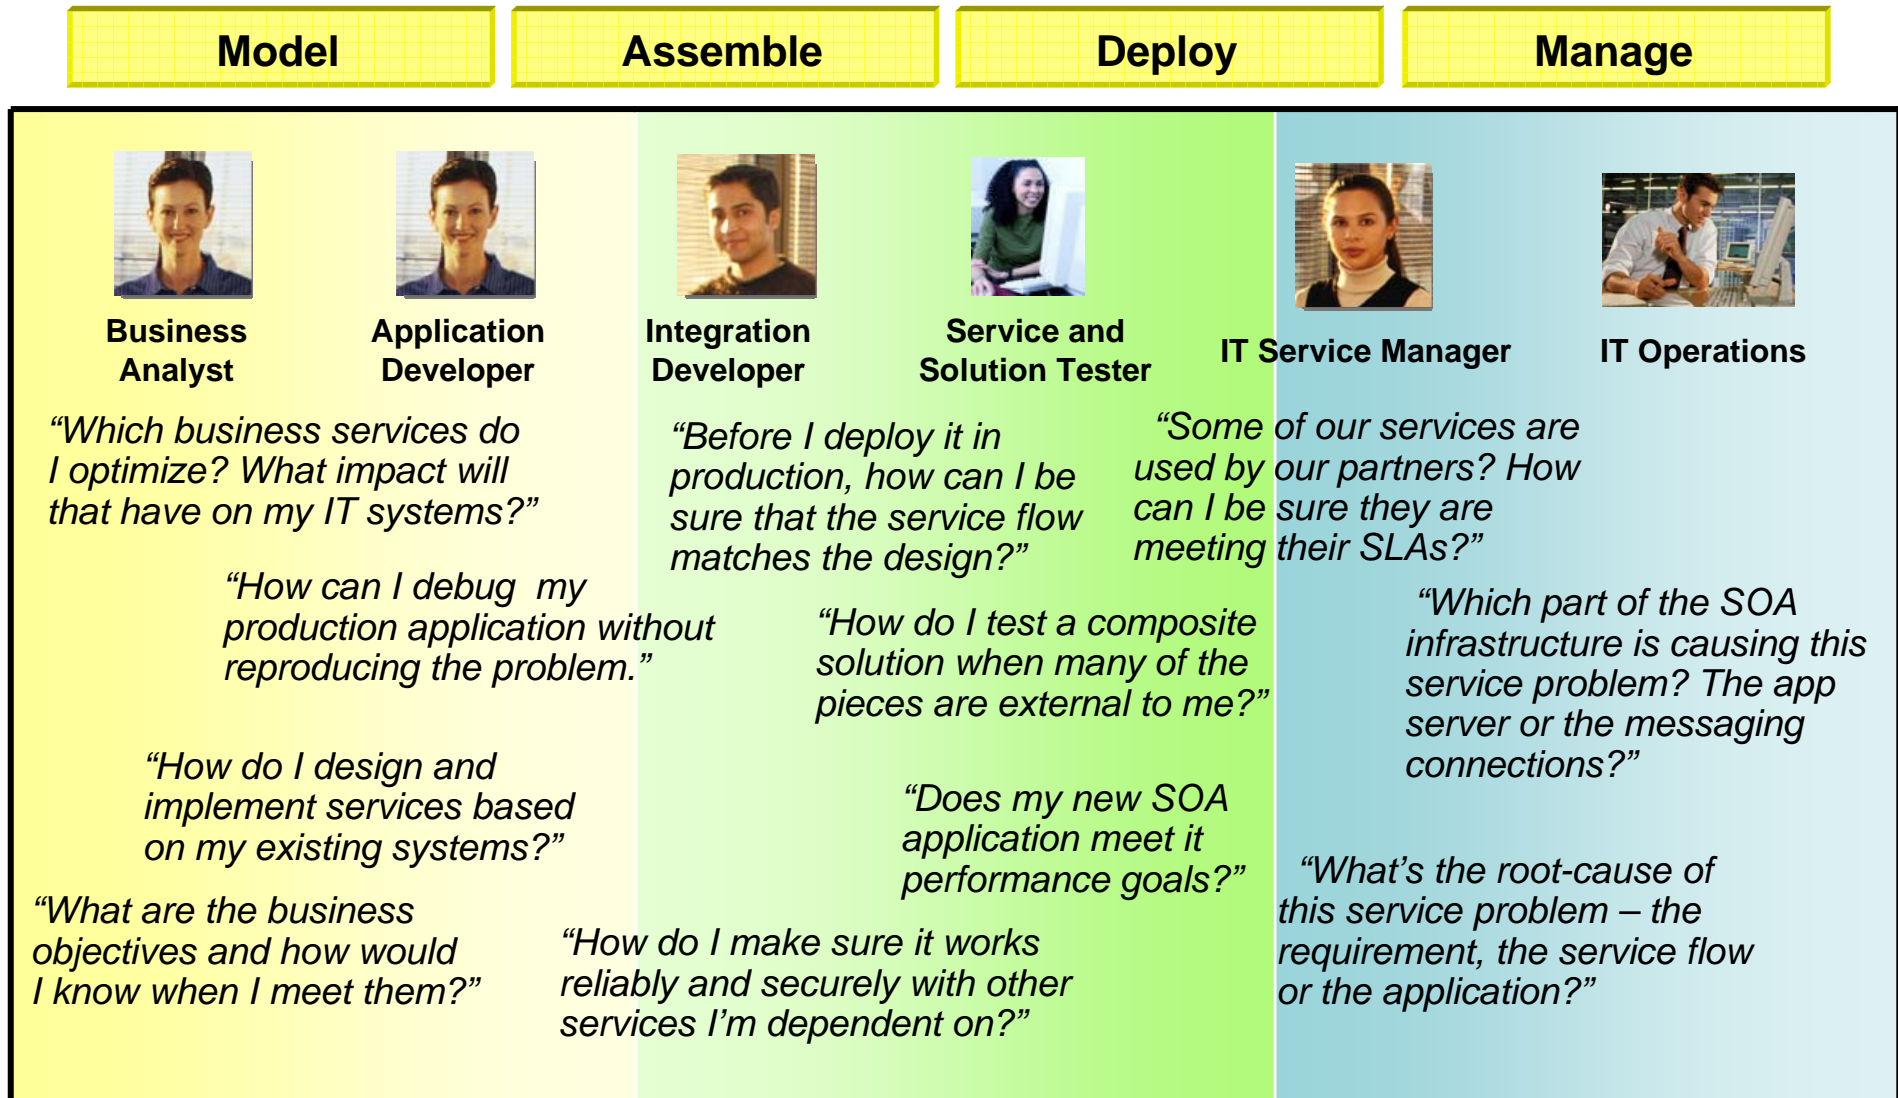 Model
Assemble
Deploy
Manage
Business
Analyst
Application
Developer
Integration
Developer
Service and
Solution Tester
IT Service Manager
IT Operations
“Which business services do
I optimize? What impact will
that have on my IT systems?”
“How can I debug  my
production application without
reproducing the problem.”
“How do I design and
implement services based
on my existing systems?”
“What are the business
objectives and how would
I know when I meet them?”
“Before I deploy it in
production, how can I be
sure that the service flow
matches the design?”
“How do I test a composite
solution when many of the
pieces are external to me?”
“Does my new SOA
application meet it
performance goals?”
“How do I make sure it works
reliably and securely with other
services I’m dependent on?”
“Some of our services are
used by our partners? How
can I be sure they are
meeting their SLAs?”
“Which part of the SOA
infrastructure is causing this
service problem? The app
server or the messaging
connections?”
“What’s the root-cause of
this service problem – the
requirement, the service flow
or the application?”